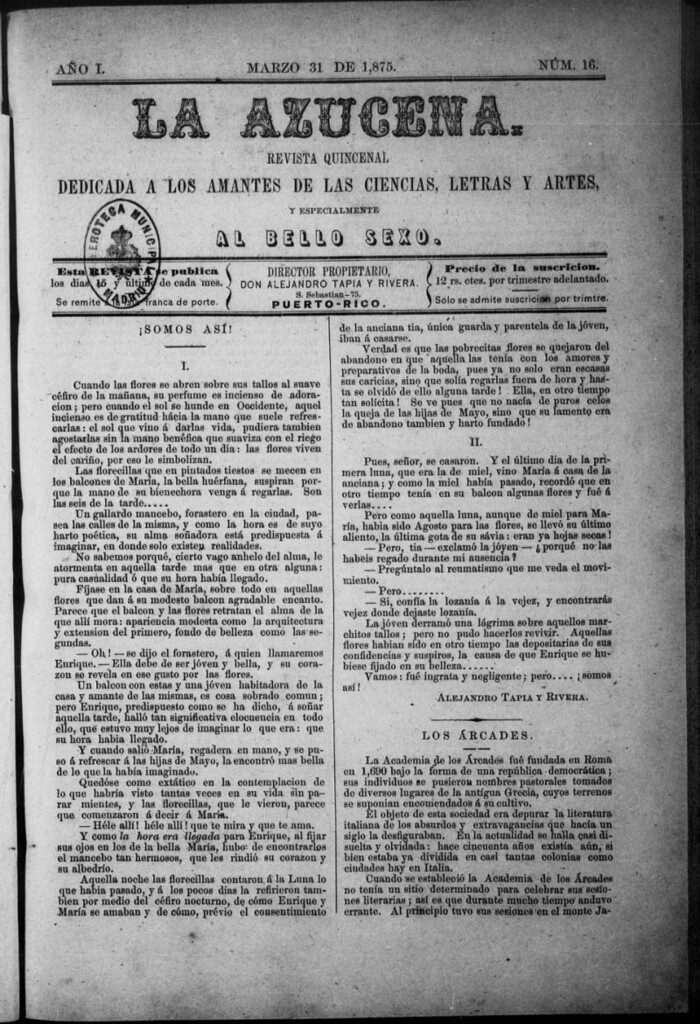 AÑO I.
MARZO 31 DE 1,875.
NÚM. 16.
LA AZUCENA.
REVISTA QUINCENAL
DEDICADA A LOS AMANTES DE LAS CIENCIAS, LETRAS Y ARTES,
Y ESPECIALMENTE
AL BELLO SEXO.
HEMEROTECA MUNICIPAL
MADRID
Esta REVISTA se publica
los dias 15 y último de cada mes.
Se remite franca de porte.
DIRECTOR PROPIETARIO,
DON ALEJANDRO TAPIA Y RIVERA.
S. Sebastian-75.
PUERTO-RICO.
Precio de la suscricion.
12 rs. ctes. por trimestre adelantado.
Solo se admite suscricion por trimtre.
¡SOMOS ASÍ!
I.
Cuando las flores se abren sobre sus tallos al suave
céfiro de la mañana, su perfume es incienso de adora-
cion; pero cuando el sol se hunde en Occidente, aquel
incienso es de gratitud hácia la mano que suele refres-
carlas: el sol que vino á darlas vida, pudiera tambien
agostarlas sin la mano benéfica que suaviza con el riego
el efecto de los ardores de todo un dia: las flores viven
del cariño, por eso le simbolizan.
Las florecillas que en pintados tiestos se mecen en
los balcones de María, la bella huérfana, suspiran por-
que la mano de su bienechora venga á regarlas. Son
las seis de la tarde.....
Un gallardo mancebo, forastero en la ciudad, pa-
sea las calles de la misma, y como la hora es de suyo
harto poética, su alma soñadora está predispuesta á
imaginar, en donde solo existen realidades.
No sabemos porqué, cierto vago anhelo del alma, le
atormenta en aquella tarde mas que en otra alguna:
pura casualidad ó que su hora había llegado.
Fíjase en la casa de María, sobre todo en aquellas
flores que dan á su modesto balcon agradable encanto.
Parece que el balcon y las flores retratan el alma de la
que allí mora: apariencia modesta como la arquitectura
y extension del primero, fondo de belleza como las se-
gundas.
— Oh! — se dijo el forastero, á quien llamaremos
Enrique.— Ella debe de ser jóven y bella, y su cora-
zon se revela en ese gusto por las flores.
Un balcon con estas y una jóven habitadora de la
casa y amante de las mismas, es cosa sobrado comun;
pero Enrique, predispuesto como se ha dicho, á soñar
aquella tarde, halló tan significativa elocuencia en todo
ello, que estuvo muy lejos de imaginar lo que era: que
su hora había llegado.
Y cuando salió María, regadera en mano, y se pu-
so á refrescar á las hijas de Mayo, la encontró mas bella
de lo que la había imaginado.
Quedóse como extático en la contemplacion de
lo que habría visto tantas veces en su vida sin pa-
rar mientes, y las florecillas, que le vieron, parece
que comenzaron á decir á María.
— Héle allí! héle allí! que te mira y que te ama.
Y como la hora era llegada para Enrique, al fijar
sus ojos en los de la bella María, hubo de encontrarlos
el mancebo tan hermosos, que les rindió su corazon y
su albedrío.
Aquella noche las florecillas contaron á la Luna lo
que había pasado, y á los pocos dias la refirieron tam-
bien por medio del céfiro nocturno, de cómo Enrique y
María se amaban y de cómo, prévio el consentimiento
de la anciana tia, única guarda y parentela de la jóven,
iban á casarse.
Verdad es que las pobrecitas flores se quejaron del
abandono en que aquella las tenía con los amores y
preparativos de la boda, pues ya no solo eran escasas
sus caricias, sino que solía regarlas fuera de hora y has-
ta se olvidó de ello alguna tarde! Ella, en otro tiempo
tan solícita! Se ve pues que no nacía de puros celos
la queja de las hijas de Mayo, sino que su lamento era
de abandono tambien y harto fundado!
II.
Pues, señor, se casaron. Y el último dia de la pri-
mera luna, que era la de miel, vino María á casa de la
anciana; y como la miel había pasado, recordó que en
otro tiempo tenía en su balcon algunas flores y fué á
verlas....
Pero como aquella luna, aunque de miel para Ma-
ría, habia sido Agosto para las flores, se llevó su último
aliento, la última gota de su sávia: eran ya hojas secas!
— Pero, tia — exclamó la jóven — ¿porqué no las
habeis regado durante mi ausencia?
— Pregúntalo al reumatismo que me veda el movi-
miento.
— Pero........
— Si, confía la lozanía á la vejez, y encontrarás
vejez donde dejaste lozanía.
La jóven derramó una lágrima sobre aquellos mar-
chitos tallos; pero no pudo hacerlos revivir. Aquellas
flores habian sido en otro tiempo las depositarias de sus
confidencias y suspiros, la causa de que Enrique se hu-
biese fijado en su belleza......
Vamos: fué ingrata y negligente; pero.... ¡somos
así!
ALEJANDRO TAPIA Y RIVERA.
LOS ÁRCADES.
La Academia de los Árcades fué fundada en Roma
en 1,690 bajo la forma de una república democrática;
sus individuos se pusieron nombres pastorales tomados
de diversos lugares de la antígua Grecia, cuyos terrenos
se suponian encomendados á su cultivo.
El objeto de esta sociedad era depurar la literatura
italiana de los absurdos y extravagancias que hacía un
siglo la desfiguraban. En la actualidad se halla casi di-
suelta y olvidada: hace cincuenta años existía aún, si
bien estaba ya dividida en casi tantas colonias como
ciudades hay en Italia.
Cuando se estableció la Academia de los Árcades
no tenía un sitio determinado para celebrar sus sesio-
nes literarias; así es que durante mucho tiempo anduvo
errante. Al principio tuvo sus sesiones en el monte Ja-